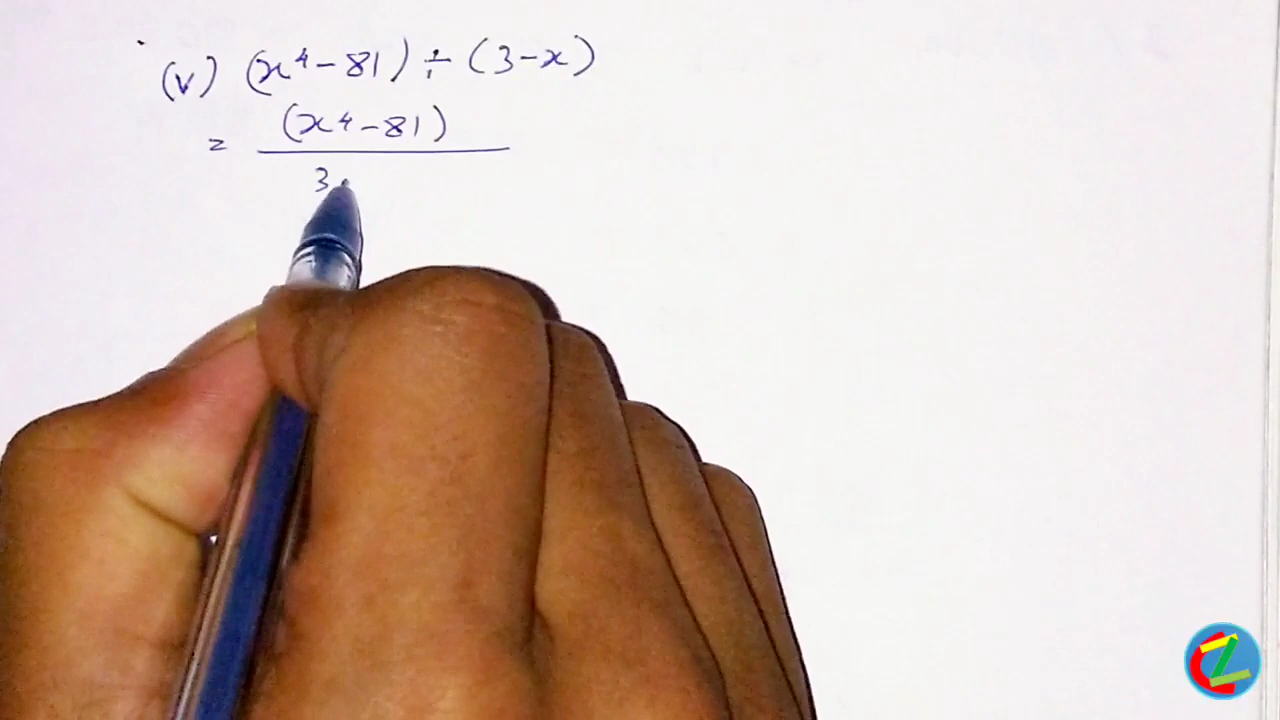 (v) (x⁴-81) ÷ (3-x)
= (x⁴-81)
3